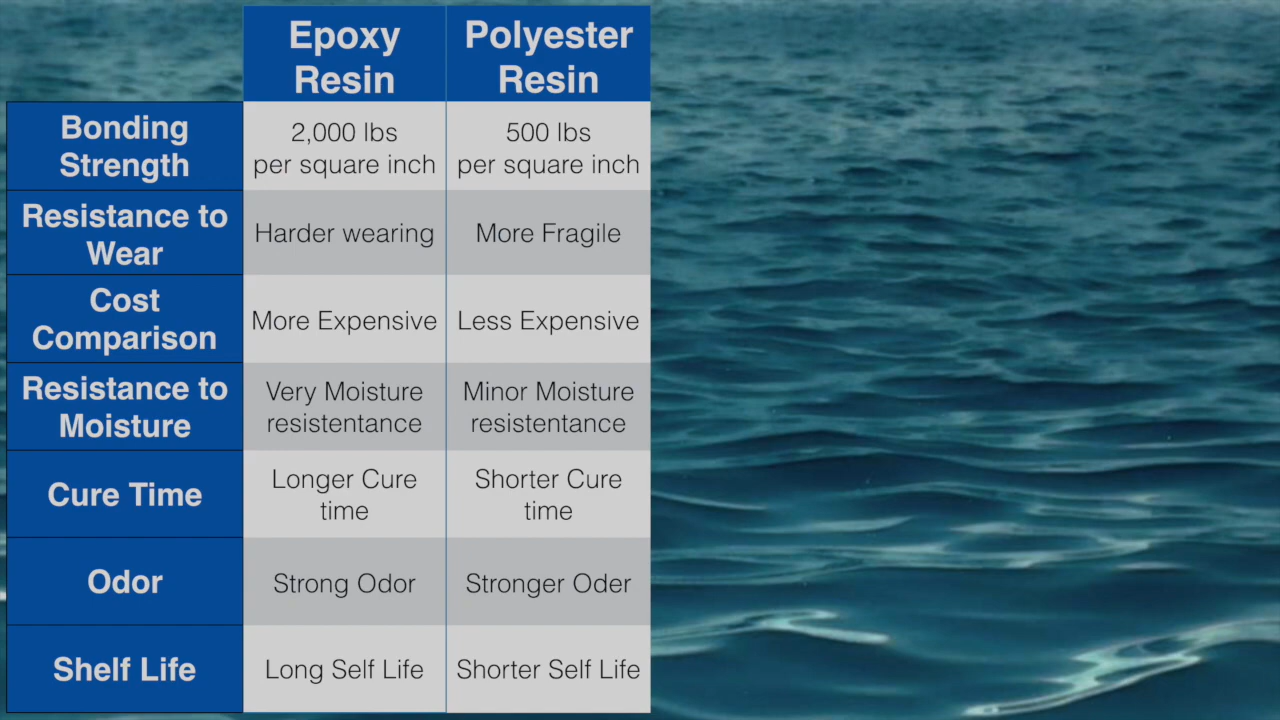 Epoxy
Resin
Polyester
Resin
Bonding
Strength
2,000 lbs
per square inch
500 lbs
per square inch
Resistance to
Wear
Harder wearing
More Fragile
Cost
Comparison
More Expensive
Less Expensive
Resistance to
Moisture
Very Moisture
resistentance
Minor Moisture
resistentance
Cure Time
Longer Cure
time
Shorter Cure
time
Odor
Strong Odor
Stronger Oder
Shelf Life
Long Self Life
Shorter Self Life